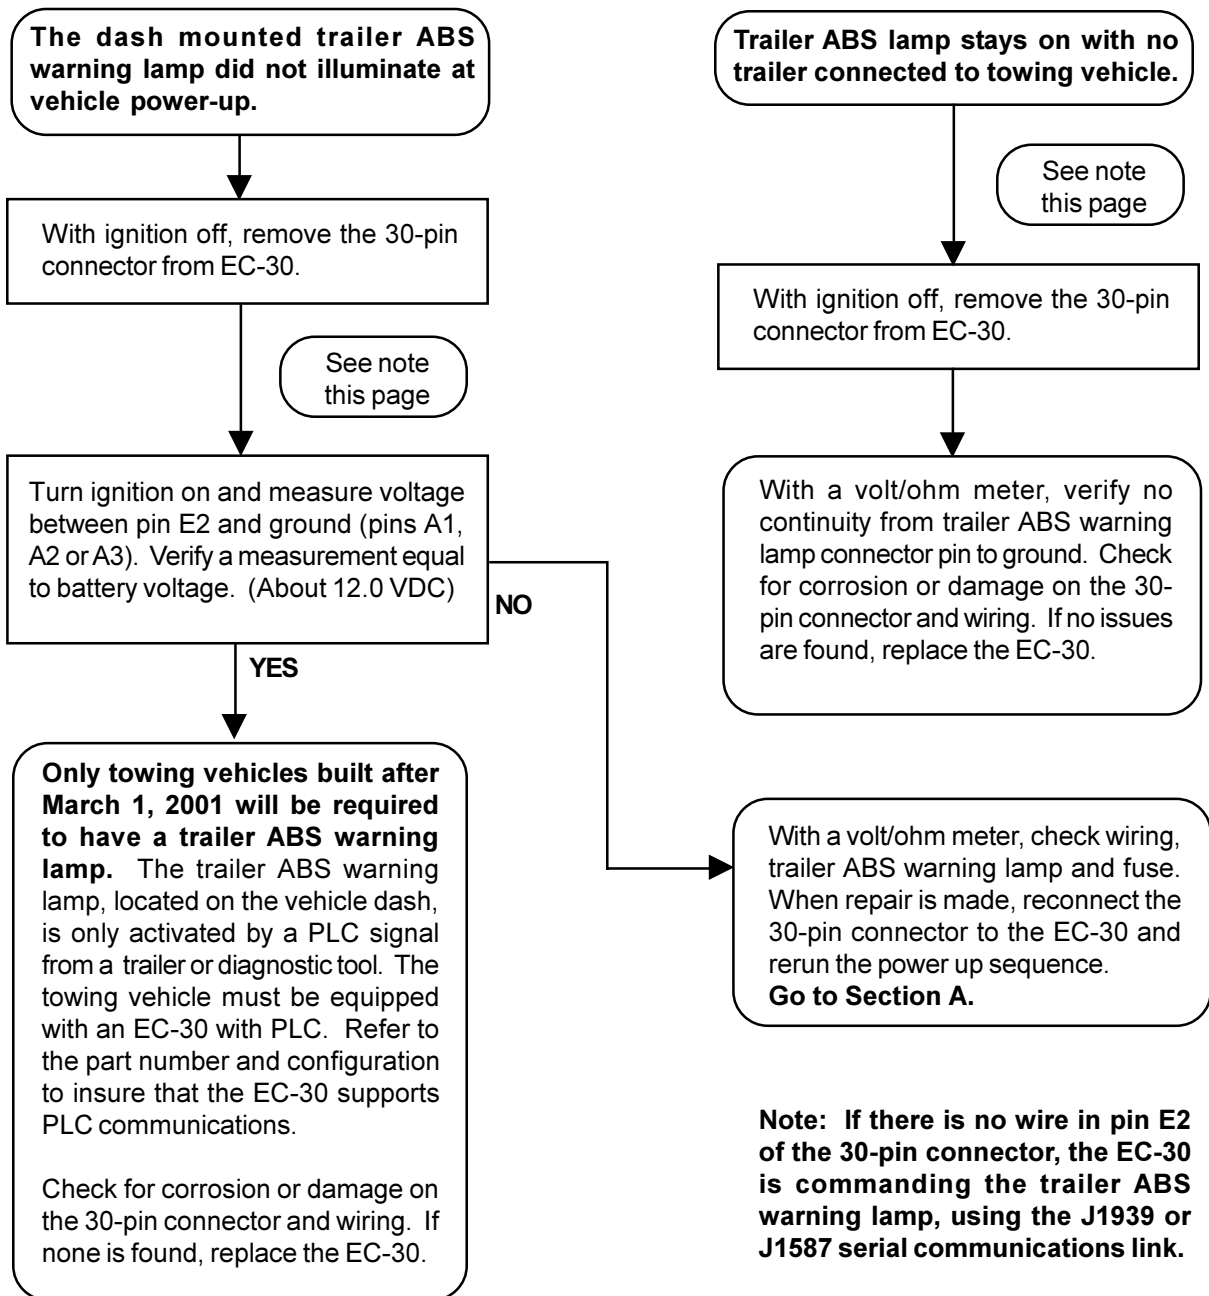 The dash mounted trailer ABS
warning lamp did not illuminate at
vehicle power-up.
With ignition off, remove the 30-pin
connector from EC-30.
See note
this page
Turn ignition on and measure voltage
between pin E2 and ground (pins A1,
A2 or A3).  Verify a measurement equal
to battery voltage.  (About 12.0 VDC)
NO
YES
Only towing vehicles built after
March 1, 2001 will be required
to have a trailer ABS warning
lamp.  The trailer ABS warning
lamp, located on the vehicle dash,
is only activated by a PLC signal
from a trailer or diagnostic tool.  The
towing vehicle must be equipped
with an EC-30 with PLC.  Refer to
the part number and configuration
to insure that the EC-30 supports
PLC communications.
Check for corrosion or damage on
the 30-pin connector and wiring.  If
none is found, replace the EC-30.
Trailer ABS lamp stays on with no
trailer connected to towing vehicle.
See note
this page
With ignition off, remove the 30-pin
connector from EC-30.
With a volt/ohm meter, verify no
continuity from trailer ABS warning
lamp connector pin to ground.  Check
for corrosion or damage on the 30-
pin connector and wiring.  If no issues
are found, replace the EC-30.
With a volt/ohm meter, check wiring,
trailer ABS warning lamp and fuse.
When repair is made, reconnect the
30-pin connector to the EC-30 and
rerun the power up sequence.
Go to Section A.
Note:  If there is no wire in pin E2
of the 30-pin connector, the EC-30
is commanding the trailer ABS
warning lamp, using the J1939 or
J1587 serial communications link.